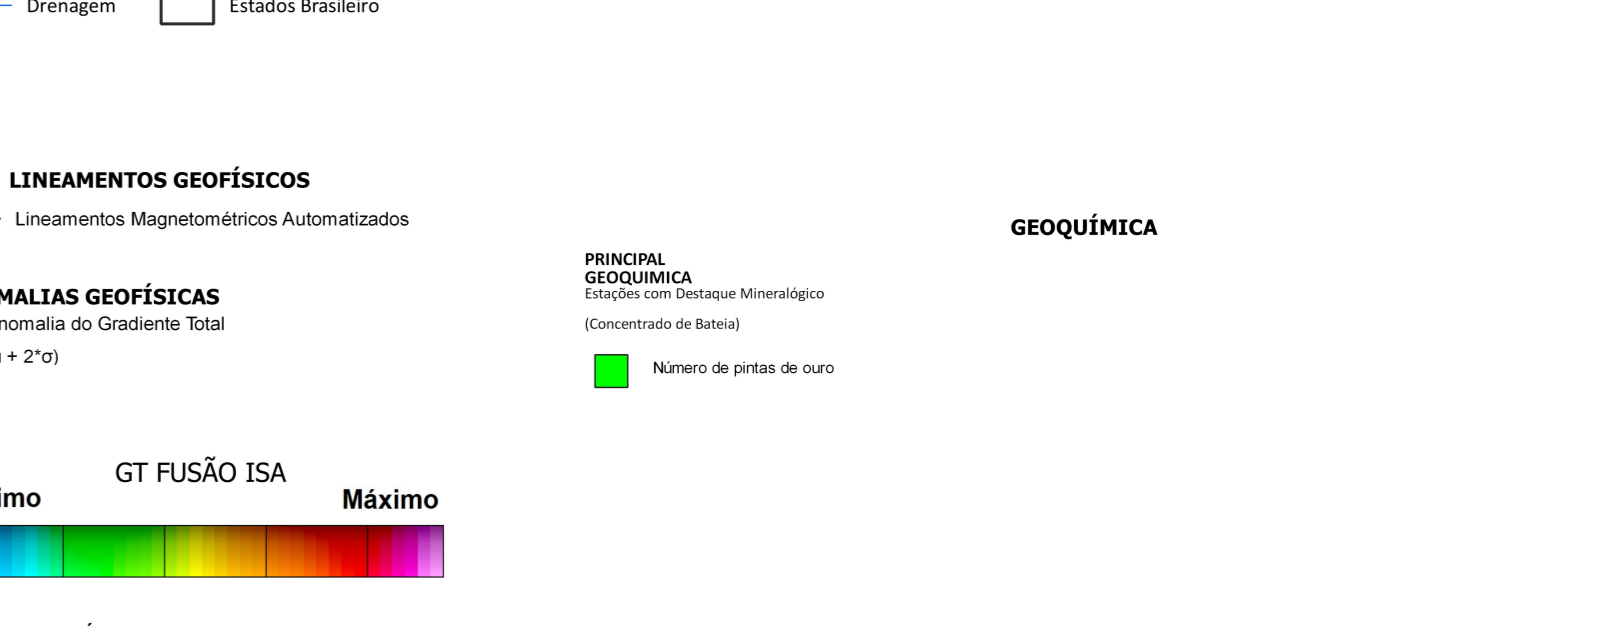 Drenagem
Estados Brasileiro
LINEAMENTOS GEOFÍSICOS
Lineamentos Magnetométricos Automatizados
MALIAS GEOFÍSICAS
nomalia do Gradiente Total
+ 2*σ)
GEOQUÍMICA
PRINCIPAL
GEOQUIMICA
Estações com Destaque Mineralógico
(Concentrado de Bateia)
Número de pintas de ouro
GT FUSÃO ISA
imo
Máximo